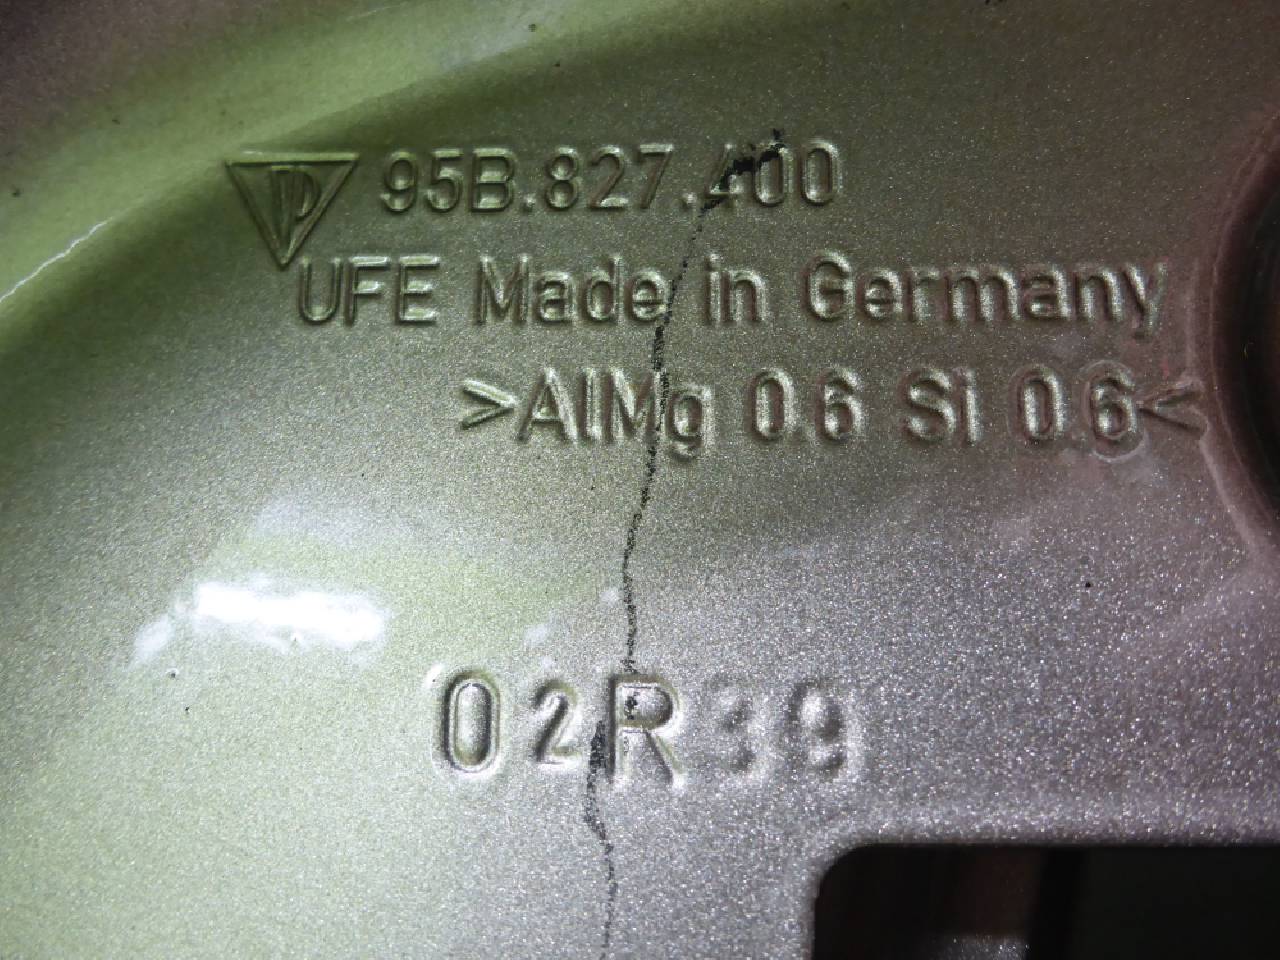 95B.827.400
UFE Made in Germany
>AlMg 0.6 Si 0.6<
02R39